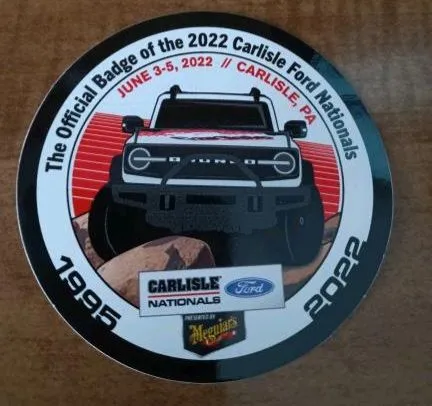 The Official Badge of the 2022 Carlisle Ford Nationals
JUNE 3-5, 2022 // CARLISLE, PA
CARLISLE
NATIONALS
Ford
PRESENTED BY
Meguiar's
1995
2022